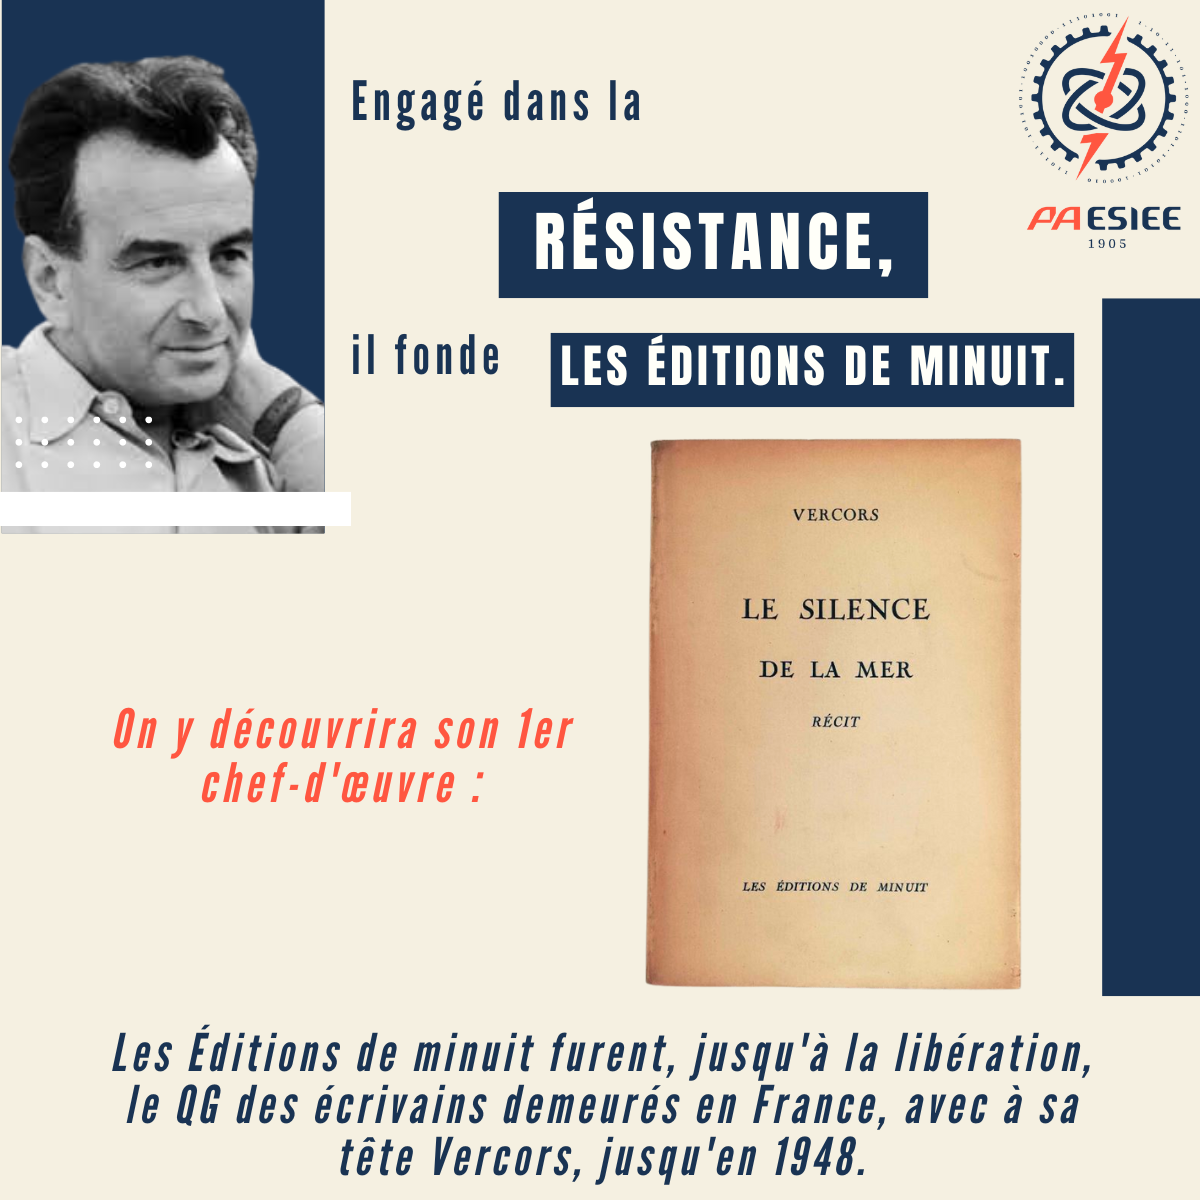 Engagé dans la
RÉSISTANCE,
PA ESIEE
1905
il fonde
LES ÉDITIONS DE MINUIT.
VERCORS
LE SILENCE
DE LA MER
RÉCIT
LES ÉDITIONS DE MINUIT
On y découvrira son 1er
chef-d'œuvre :
Les Éditions de minuit furent, jusqu'à la libération,
le QG des écrivains demeurés en France, avec à sa
tête Vercors, jusqu'en 1948.